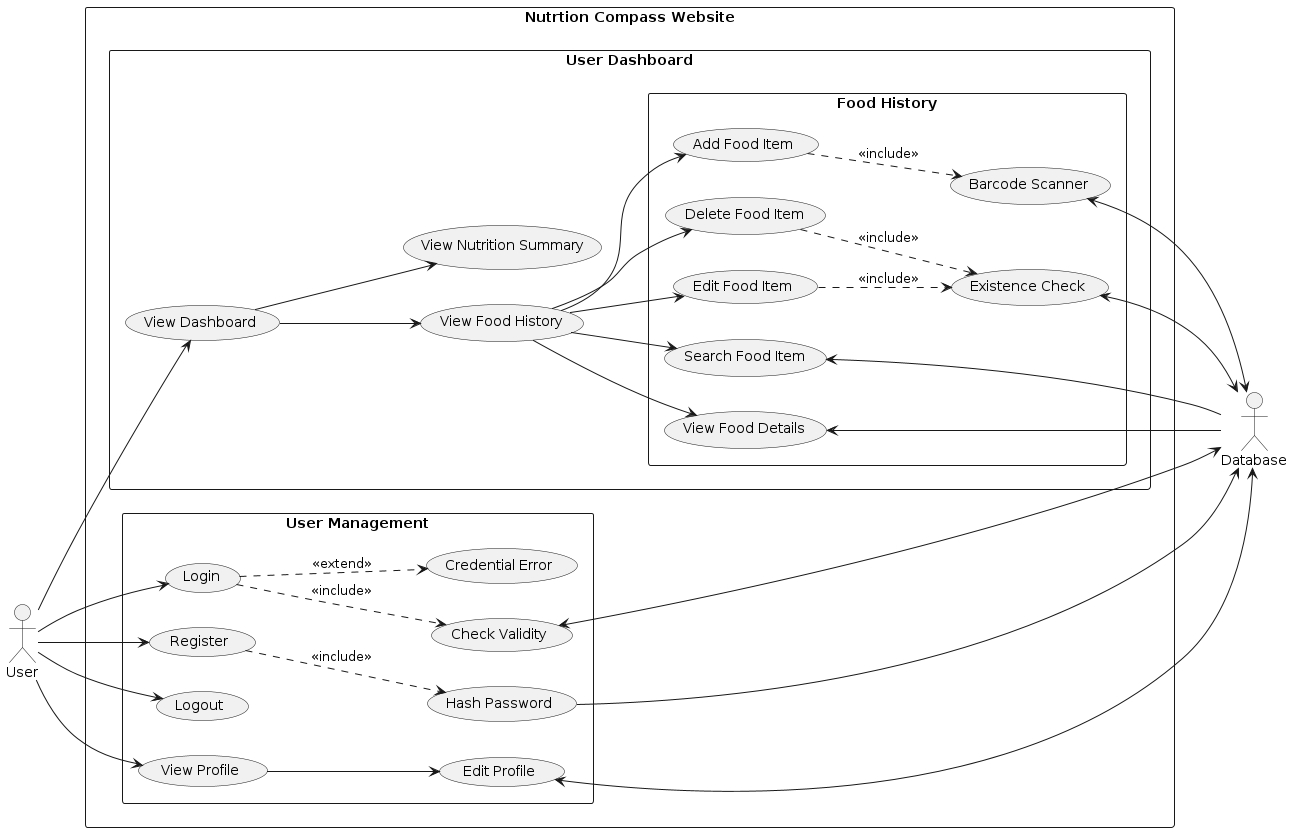 Nutrtion Compass Website
User Dashboard
Food History
Add Food Item
«include»
Barcode Scanner
Delete Food Item
«include»
View Nutrition Summary
Edit Food Item
«include»
Existence Check
View Dashboard
View Food History
Search Food Item
View Food Details
Database
User Management
Login
«extend»
Credential Error
«include»
Check Validity
Register
«include»
Hash Password
User
Logout
View Profile
Edit Profile